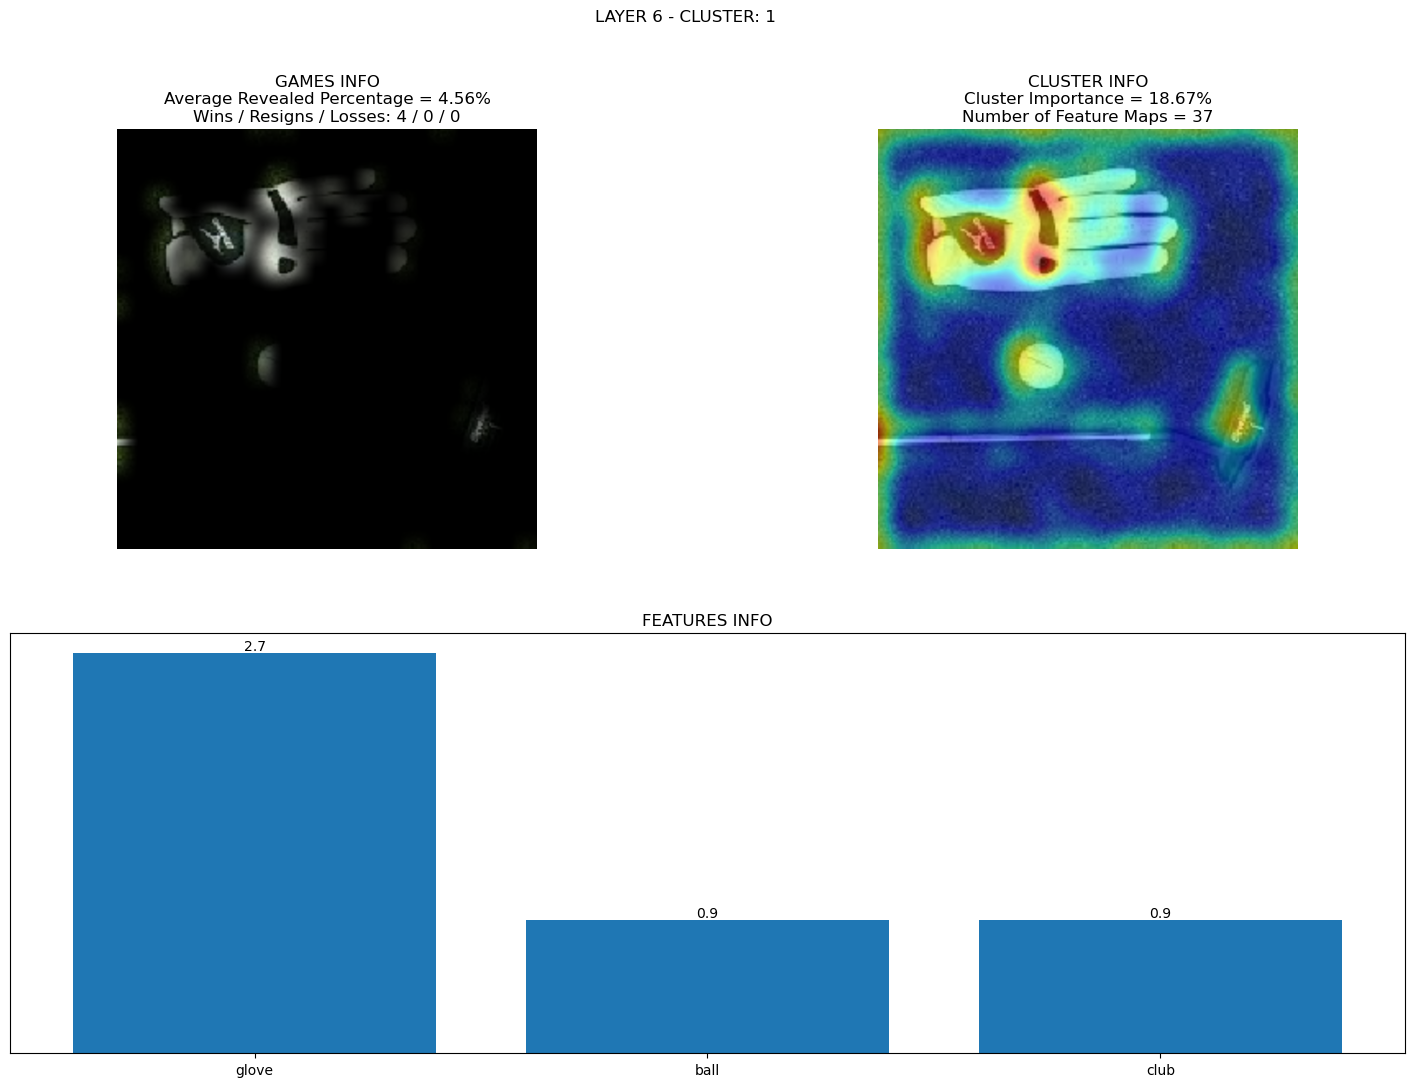 LAYER 6 - CLUSTER: 1
GAMES INFO
Average Revealed Percentage = 4.56%
Wins / Resigns / Losses: 4 / 0 / 0
CLUSTER INFO
Cluster Importance = 18.67%
Number of Feature Maps = 37
FEATURES INFO
2.7
0.9
0.9
glove
ball
club